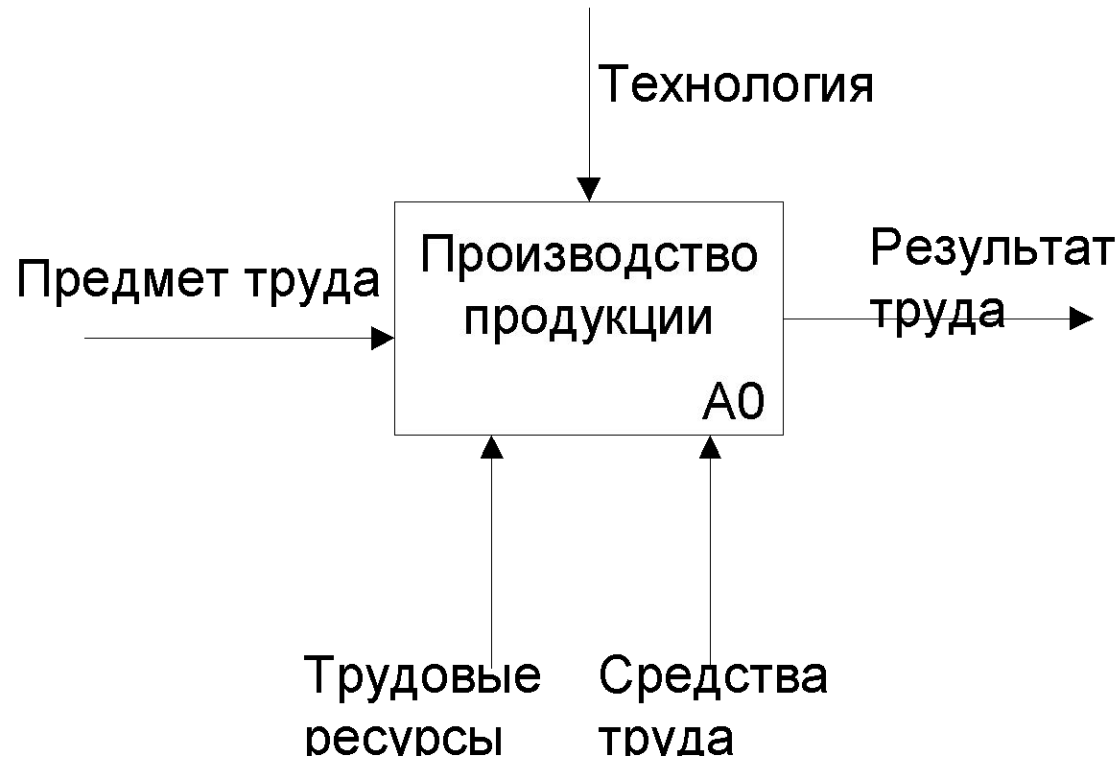 Технология
Предмет труда
Производство
продукции
А0
Результат
труда
Трудовые
ресурсы
Средства
труда